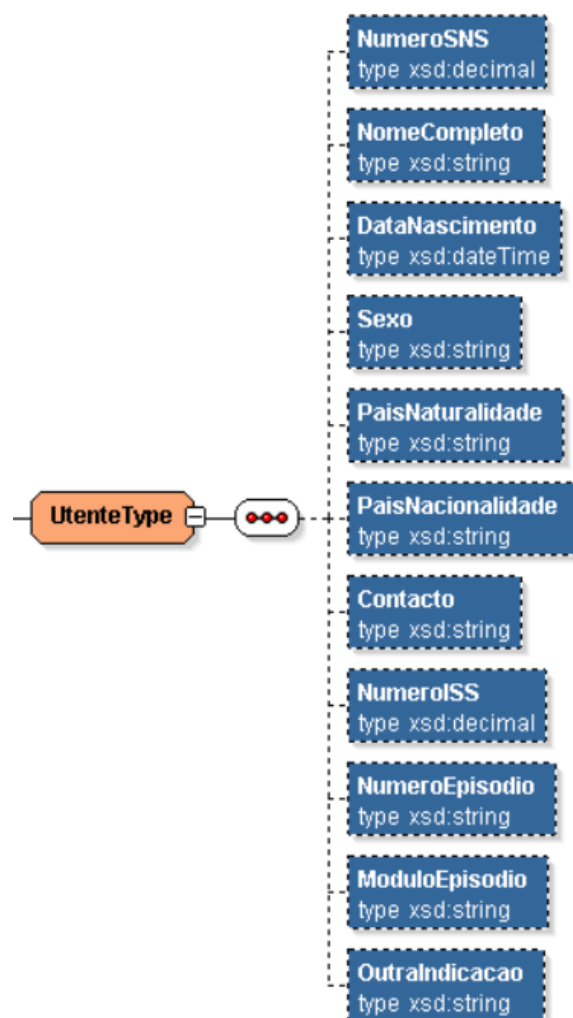 NumeroSNS
type xsd:decimal
NomeCompleto
type xsd:string
DataNascimento
type xsd:dateTime
Sexo
type xsd:string
PaisNaturalidade
type xsd:string
UtenteType
PaisNacionalidade
type xsd:string
Contacto
type xsd:string
NumeroISS
type xsd:decimal
NumeroEpisodio
type xsd:string
ModuloEpisodio
type xsd:string
OutraIndicacao
type xsd:string